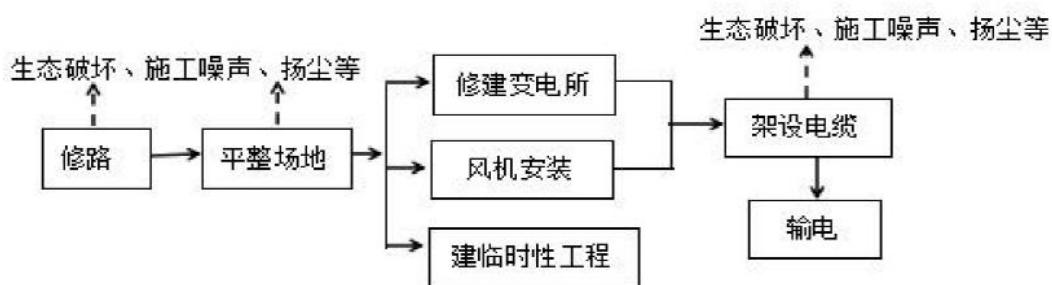 生态破坏、施工噪声、扬尘等
生态破坏、施工噪声、扬尘等
修路
平整场地
修建变电所
风机安装
建临时性工程
架设电缆
输电